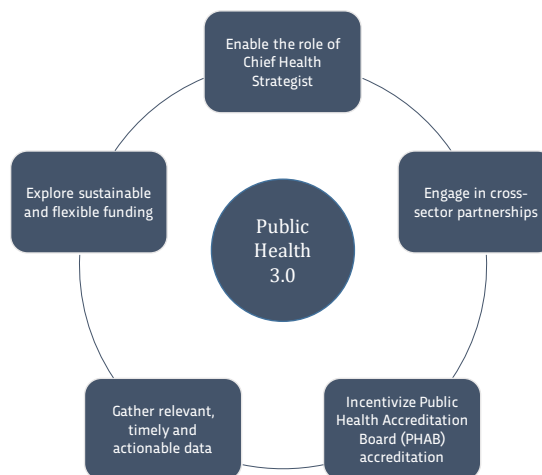 Enable the role of
Chief Health
Strategist
Explore sustainable
and flexible funding
Engage in cross-
sector partnerships
Public
Health
3.0
Gather relevant,
timely and
actionable data
Incentivize Public
Health Accreditation
Board (PHAB)
accreditation